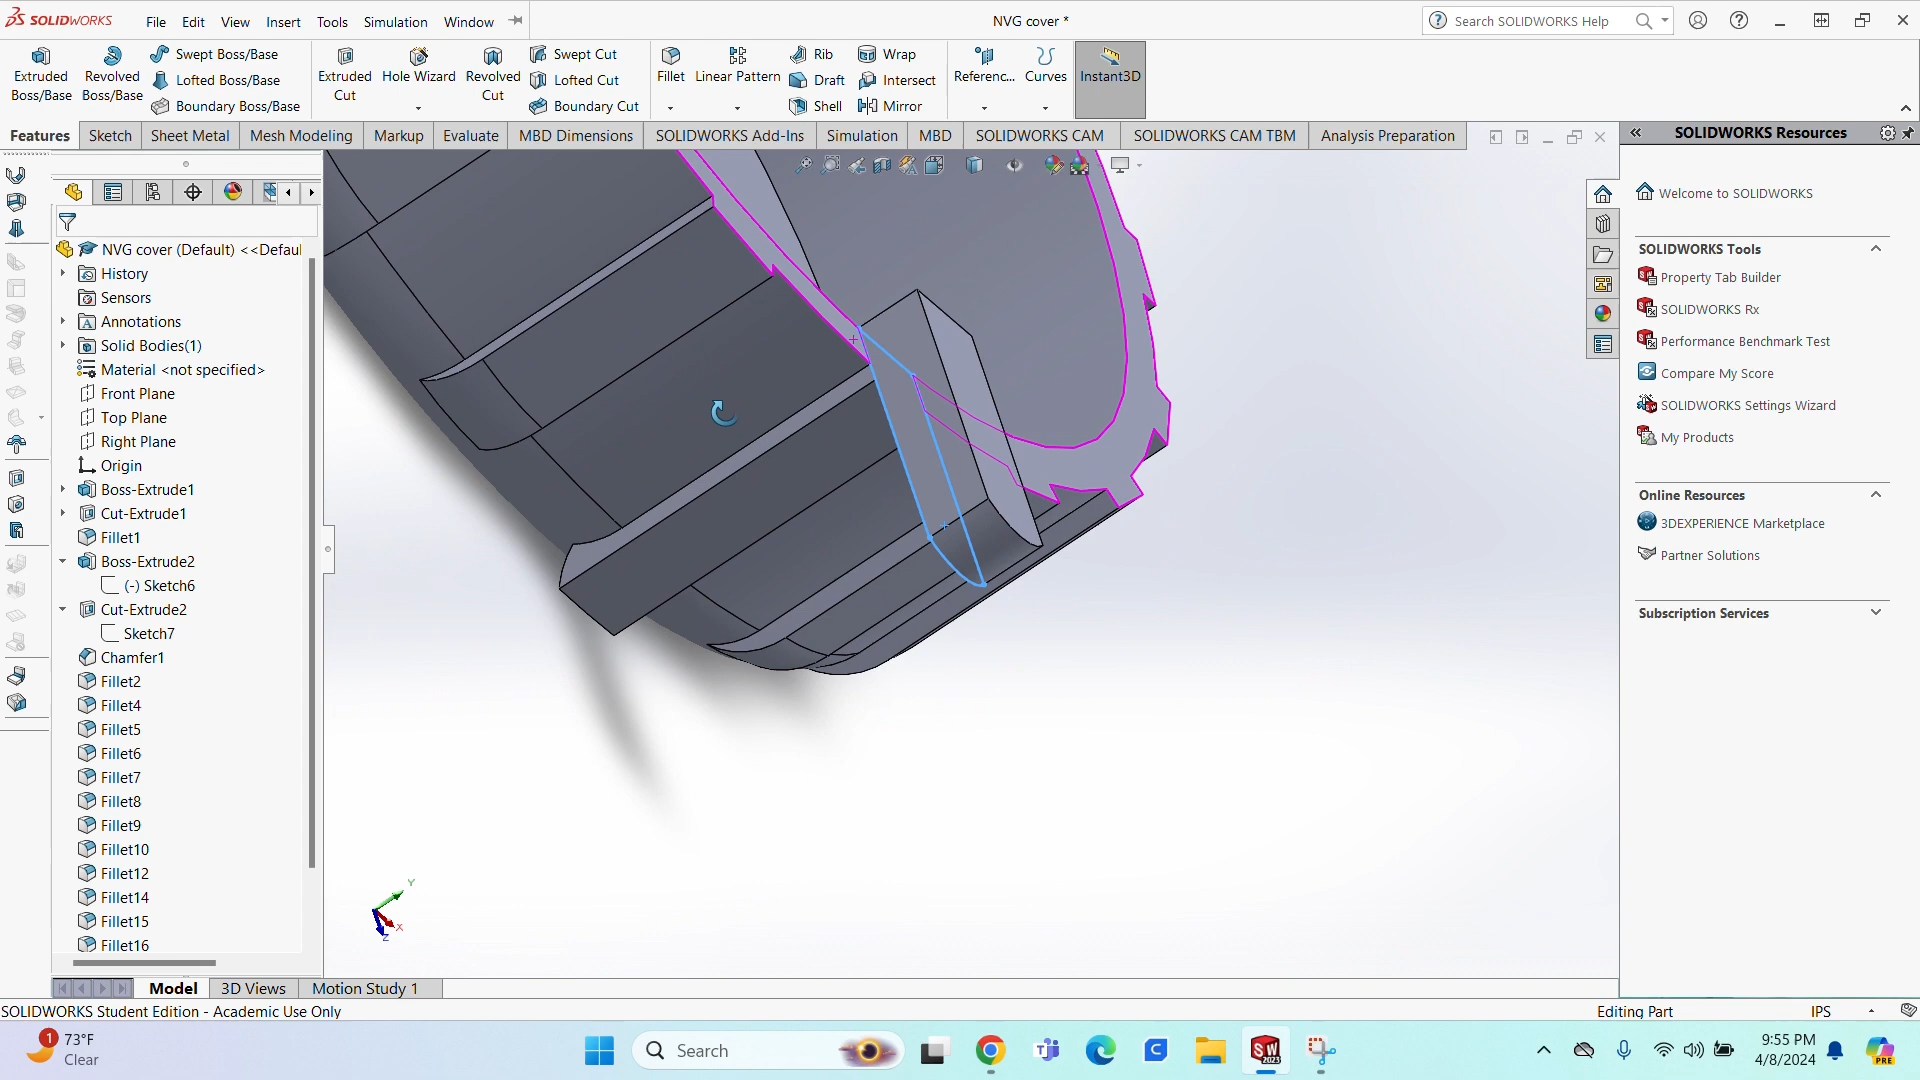 SOLIDWORKS File Edit View Insert Tools Simulation Window NVG cover * Search SOLIDWORKS Help
Extruded Boss/Base
Revolved Boss/Base
Swept Boss/Base
Lofted Boss/Base
Boundary Boss/Base
Extruded Cut
Hole Wizard
Revolved Cut
Swept Cut
Lofted Cut
Boundary Cut
Fillet
Linear Pattern
Rib
Draft
Shell
Wrap
Intersect
Mirror
Referenc...
Curves
Instant3D
Features Sketch Sheet Metal Mesh Modeling Markup Evaluate MBD Dimensions SOLIDWORKS Add-Ins Simulation MBD SOLIDWORKS CAM SOLIDWORKS CAM TBM Analysis Preparation
NVG cover (Default) <<Defaul
History
Sensors
Annotations
Solid Bodies(1)
Material <not specified>
Front Plane
Top Plane
Right Plane
Origin
Boss-Extrude1
Cut-Extrude1
Fillet1
Boss-Extrude2
(-) Sketch6
Cut-Extrude2
Sketch7
Chamfer1
Fillet2
Fillet4
Fillet5
Fillet6
Fillet7
Fillet8
Fillet9
Fillet10
Fillet12
Fillet14
Fillet15
Fillet16
Y
X
Z
SOLIDWORKS Resources
Welcome to SOLIDWORKS
SOLIDWORKS Tools
Property Tab Builder
SOLIDWORKS Rx
Performance Benchmark Test
Compare My Score
SOLIDWORKS Settings Wizard
My Products
Online Resources
3DEXPERIENCE Marketplace
Partner Solutions
Subscription Services
Model 3D Views Motion Study 1
SOLIDWORKS Student Edition - Academic Use Only Editing Part IPS
1
73°F
Clear
Search
SW
2023
9:55 PM
4/8/2024
PRE